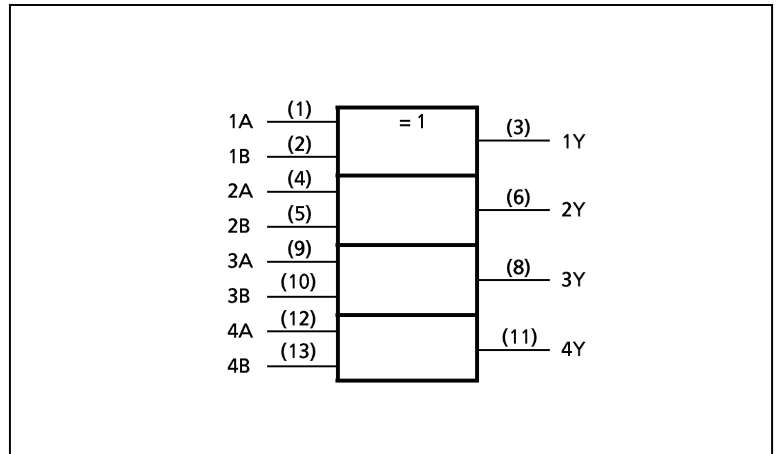 1A (1) = 1 (3) 1Y
1B (2)
2A (4) (6) 2Y
2B (5)
3A (9) (8) 3Y
3B (10)
4A (12) (11) 4Y
4B (13)